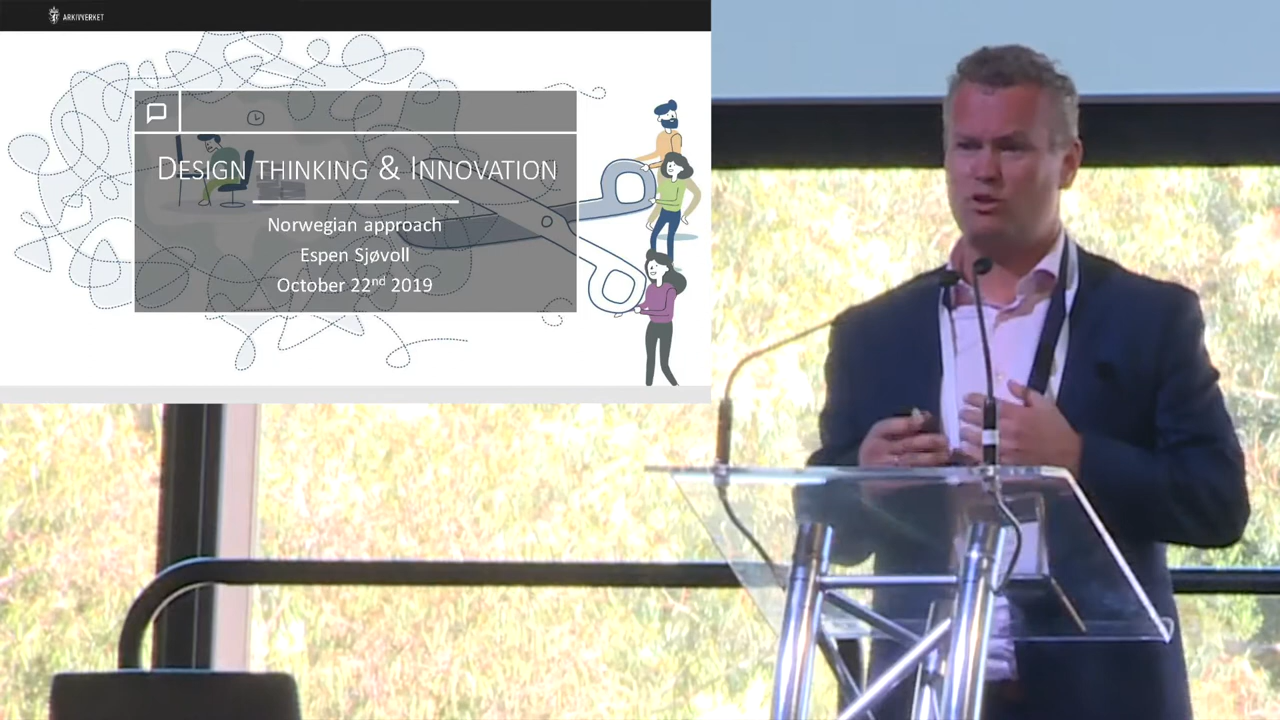 ARKIVVERKET
DESIGN THINKING & INNOVATION
Norwegian approach
Espen Sjøvoll
October 22nd 2019